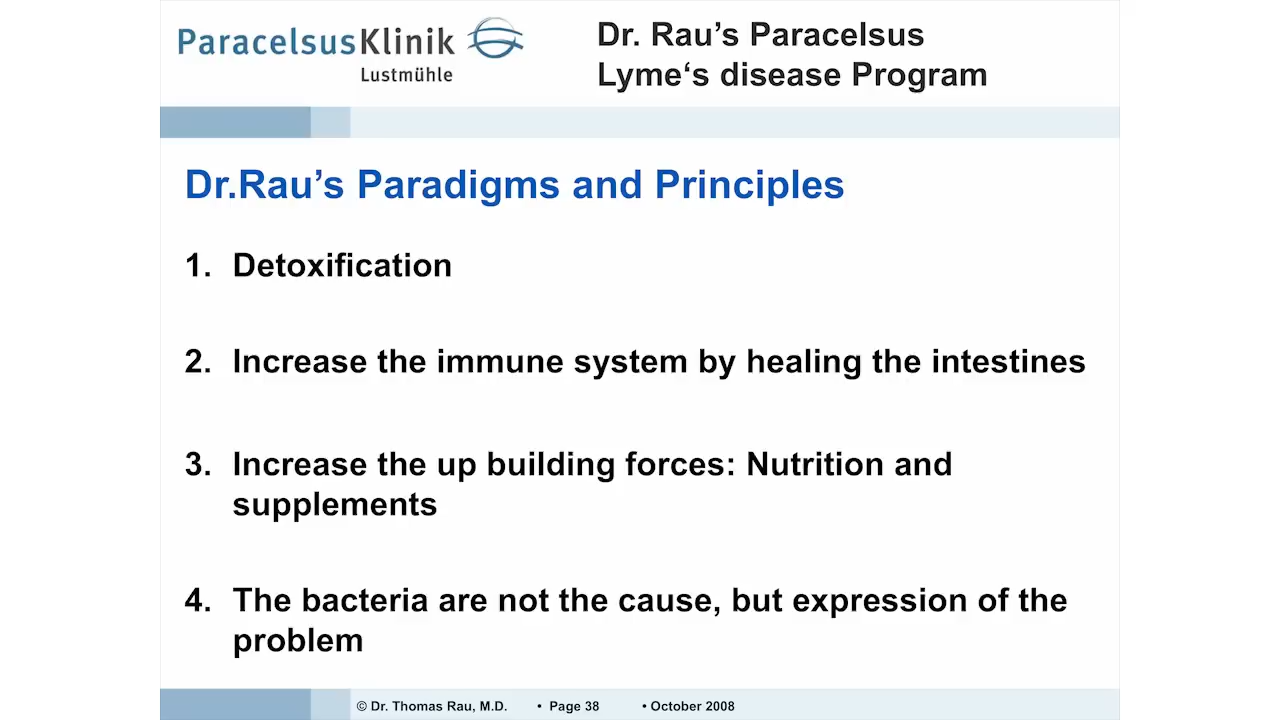 ParacelsusKlinik
Lustmühle
Dr. Rau’s Paracelsus
Lyme‘s disease Program
Dr.Rau’s Paradigms and Principles
1. Detoxification
2. Increase the immune system by healing the intestines
3. Increase the up building forces: Nutrition and
supplements
4. The bacteria are not the cause, but expression of the
problem
© Dr. Thomas Rau, M.D. • Page 38 • October 2008